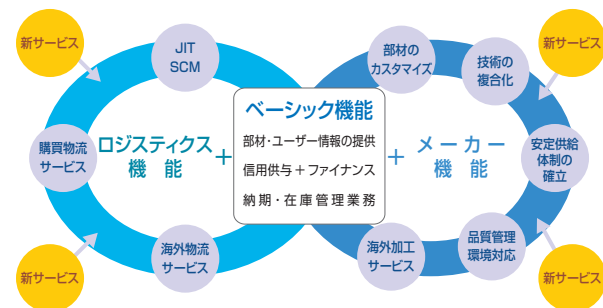 新サービス
JIT
SCM
購買物流
サービス
海外物流
サービス
新サービス
ロジスティクス
機能
+
ベーシック機能
部材・ユーザー情報の提供
信用供与+ファイナンス
納期・在庫管理業務
+
メーカー
機能
部材の
カスタマイズ
技術の
複合化
新サービス
安定供給
体制の
確立
海外加工
サービス
品質管理
環境対応
新サービス